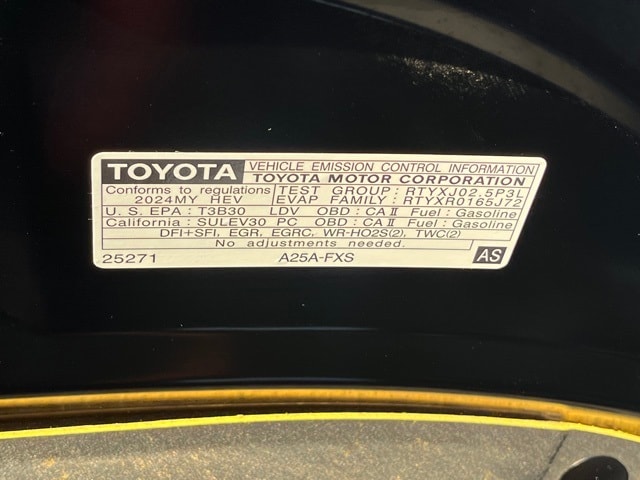 TOYOTA VEHICLE EMISSION CONTROL INFORMATION
TOYOTA MOTOR CORPORATION
Conforms to regulations TEST GROUP : RTYXJ02.5P3L
2024MY HEV EVAP FAMILY : RTYXR0165J72
U.S. EPA : T3B30 LDV OBD : CA II Fuel : Gasoline
California : SULEV30 PC OBD : CA II Fuel : Gasoline
DFI+SFI, EGR, EGRC, WR-HO2S(2), TWC(2)
No adjustments needed.
25271 A25A-FXS AS